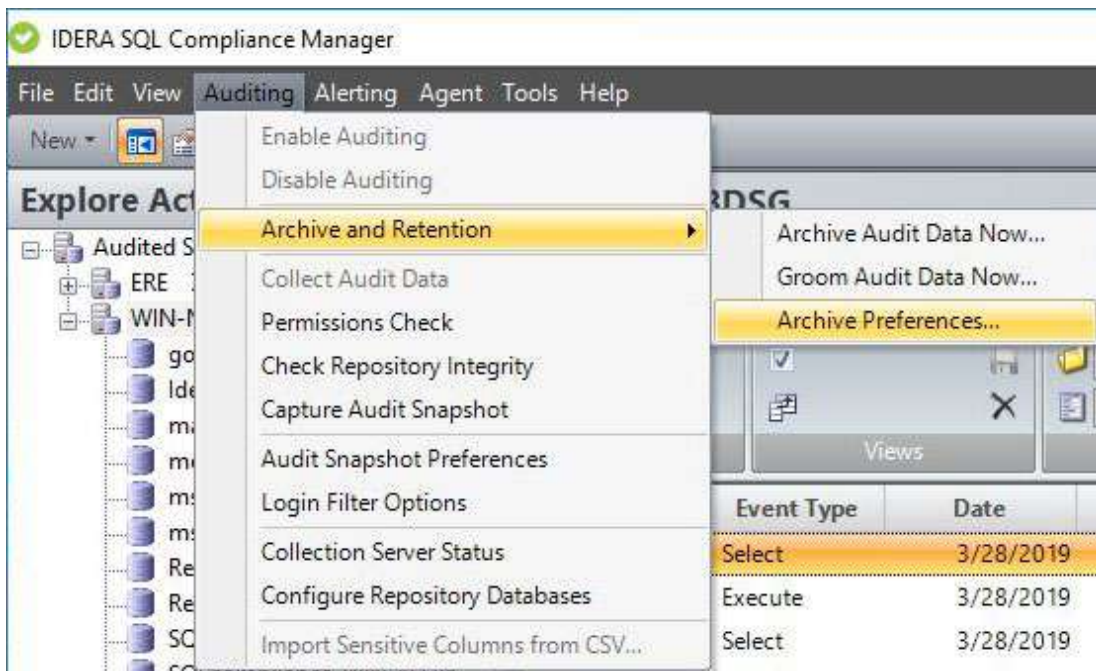 IDERA SQL Compliance Manager
File Edit View Auditing Alerting Agent Tools Help
New
Enable Auditing
Disable Auditing
Explore
Archive and Retention
Archive Audit Data Now...
Audited
Groom Audit Data Now...
ERE
Collect Audit Data
Archive Preferences...
Permissions Check
Check Repository Integrity
Capture Audit Snapshot
Views
Audit Snapshot Preferences
Login Filter Options
Event Type Date
Collection Server Status
Select 3/28/2019
Configure Repository Databases
Execute 3/28/2019
Import Sensitive Columns from CSV...
Select 3/28/2019